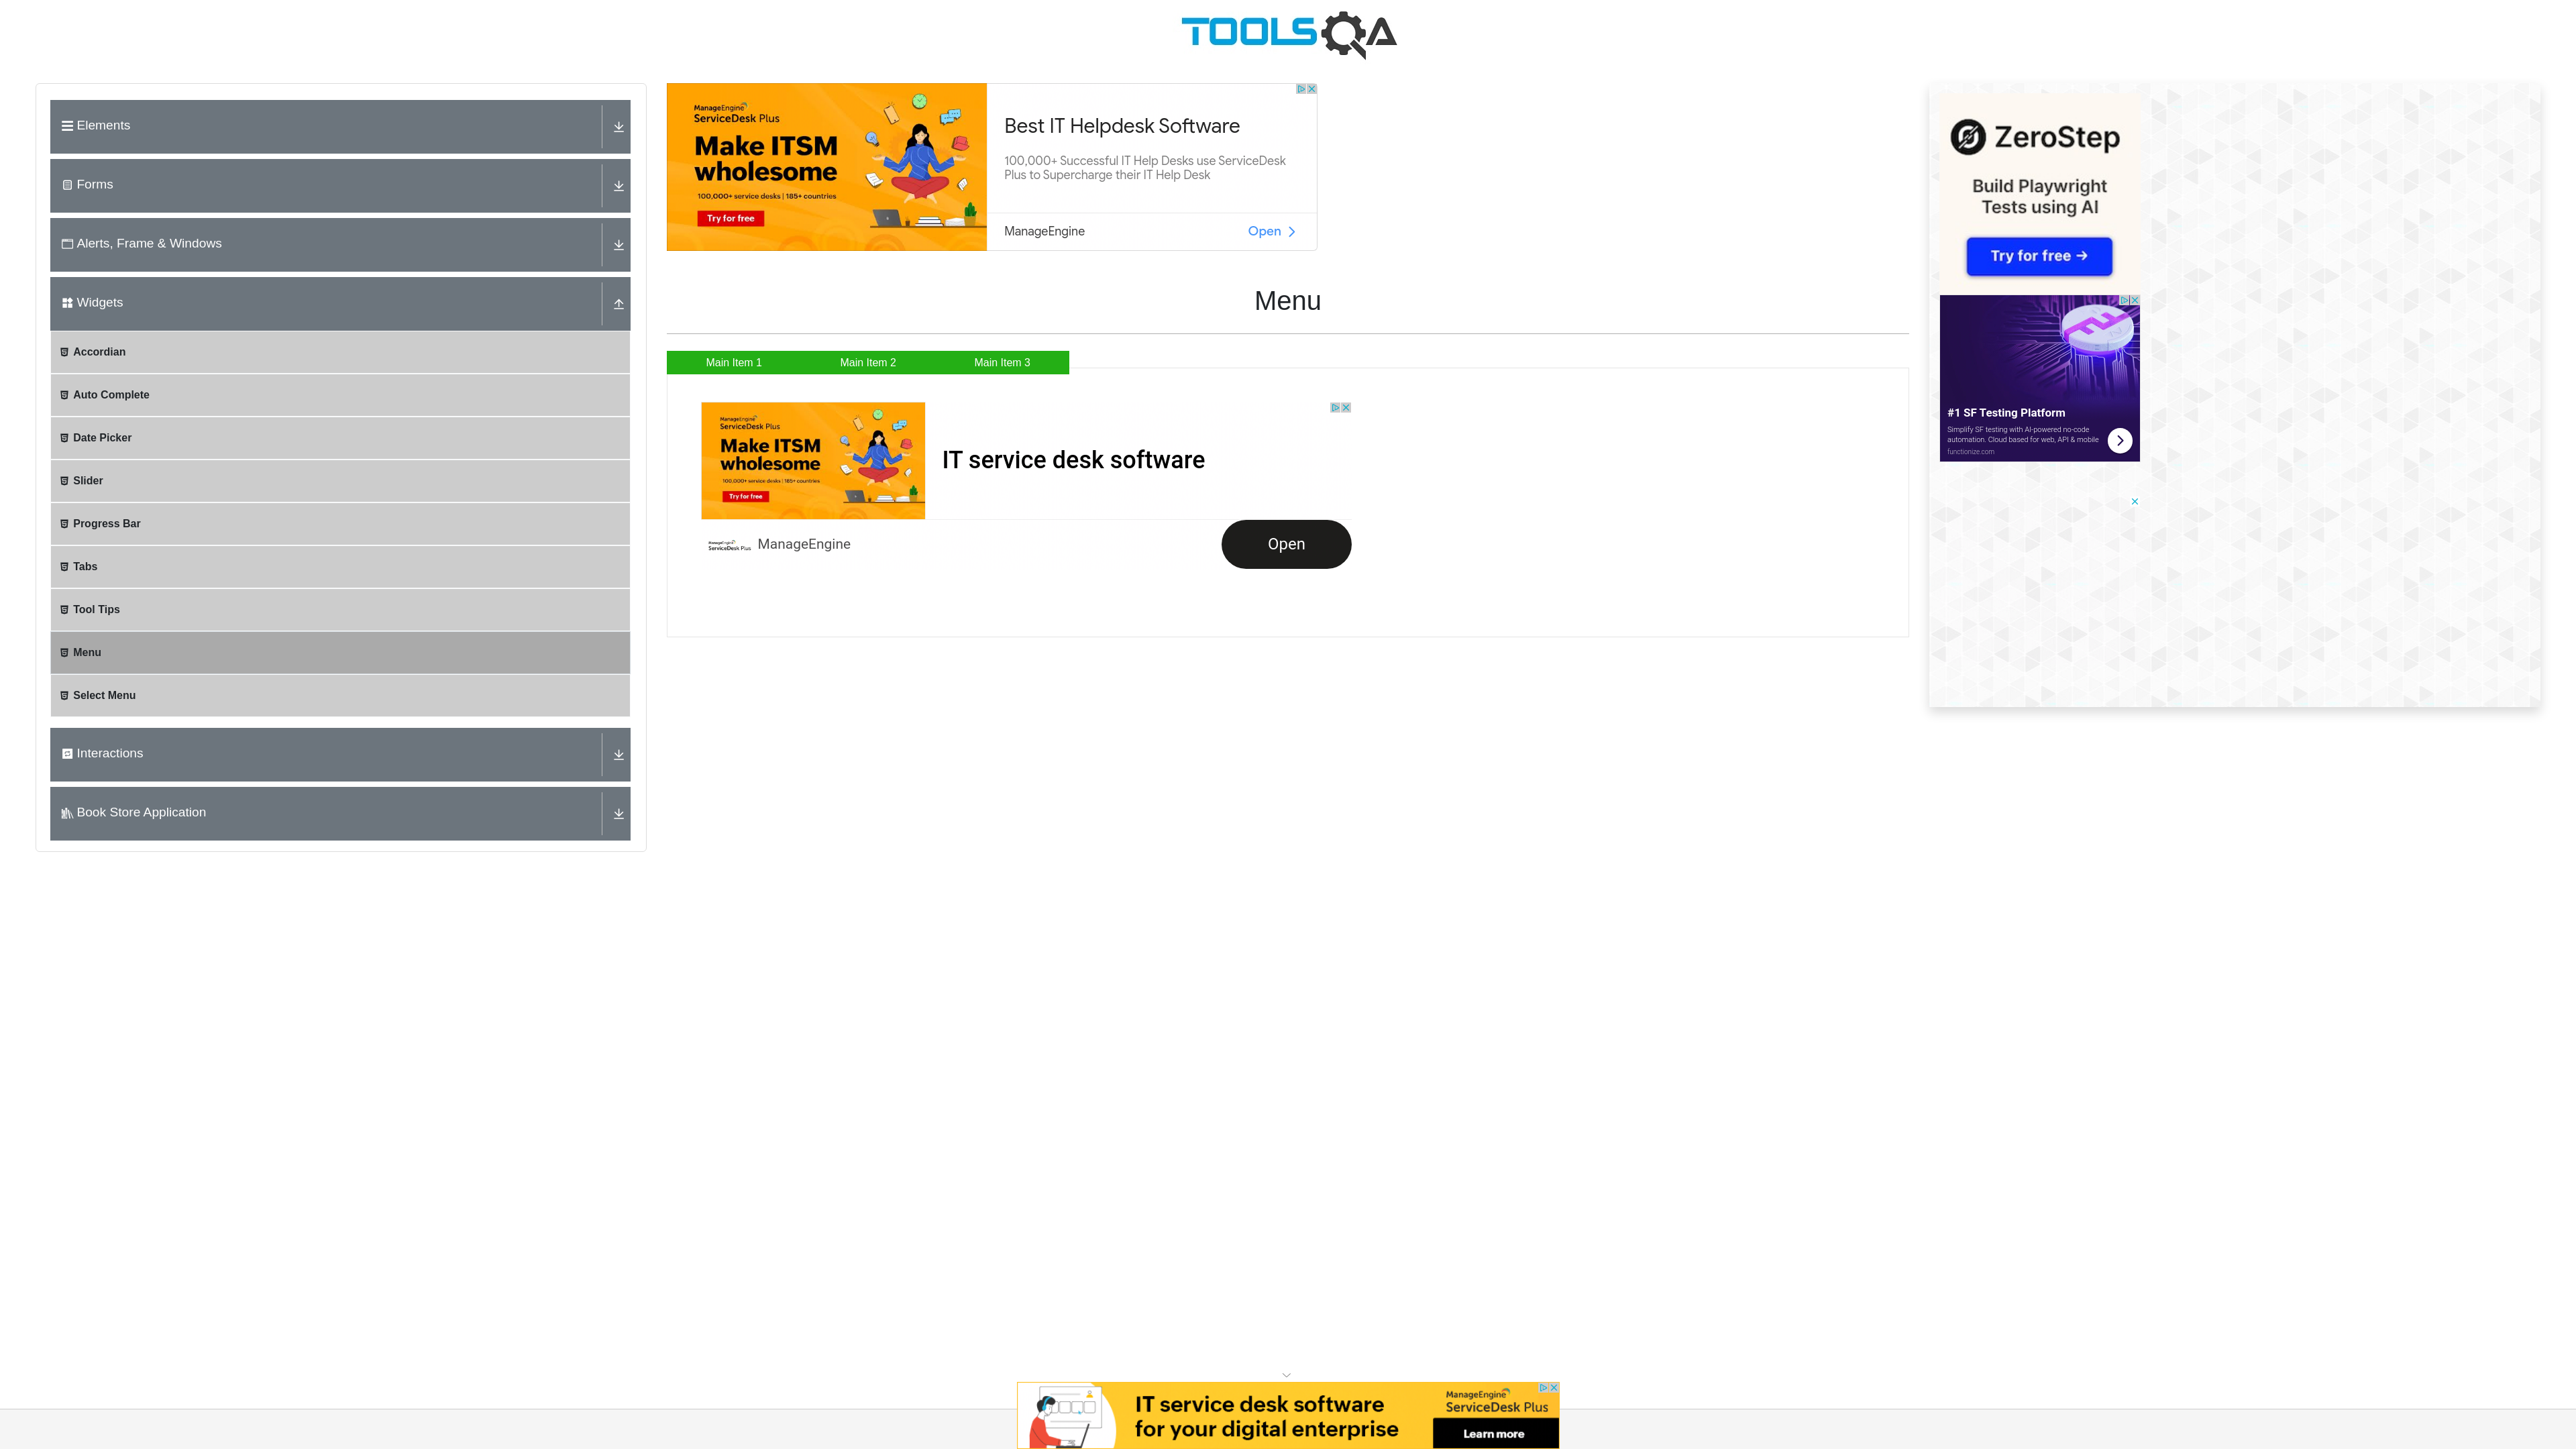 TOOLSQA
Elements
Forms
Alerts, Frame & Windows
Widgets
Accordian
Auto Complete
Date Picker
Slider
Progress Bar
Tabs
Tool Tips
Menu
Select Menu
Interactions
Book Store Application
ManageEngine
ServiceDesk Plus
Make ITSM
wholesome
100,000+ service desks | 185+ countries
Try for free
Best IT Helpdesk Software
100,000+ Successful IT Help Desks use ServiceDesk
Plus to Supercharge their IT Help Desk
ManageEngine
Open
Menu
Main Item 1
Main Item 2
Main Item 3
ManageEngine
ServiceDesk Plus
Make ITSM
wholesome
100,000+ service desks | 185+ countries
Try for free
IT service desk software
ManageEngine
ServiceDesk Plus
ManageEngine
Open
ZeroStep
Build Playwright
Tests using AI
Try for free →
#1 SF Testing Platform
Simplify SF testing with AI-powered no-code
automation. Cloud based for web, API & mobile
functionize.com
IT service desk software
for your digital enterprise
ManageEngine
ServiceDesk Plus
Learn more